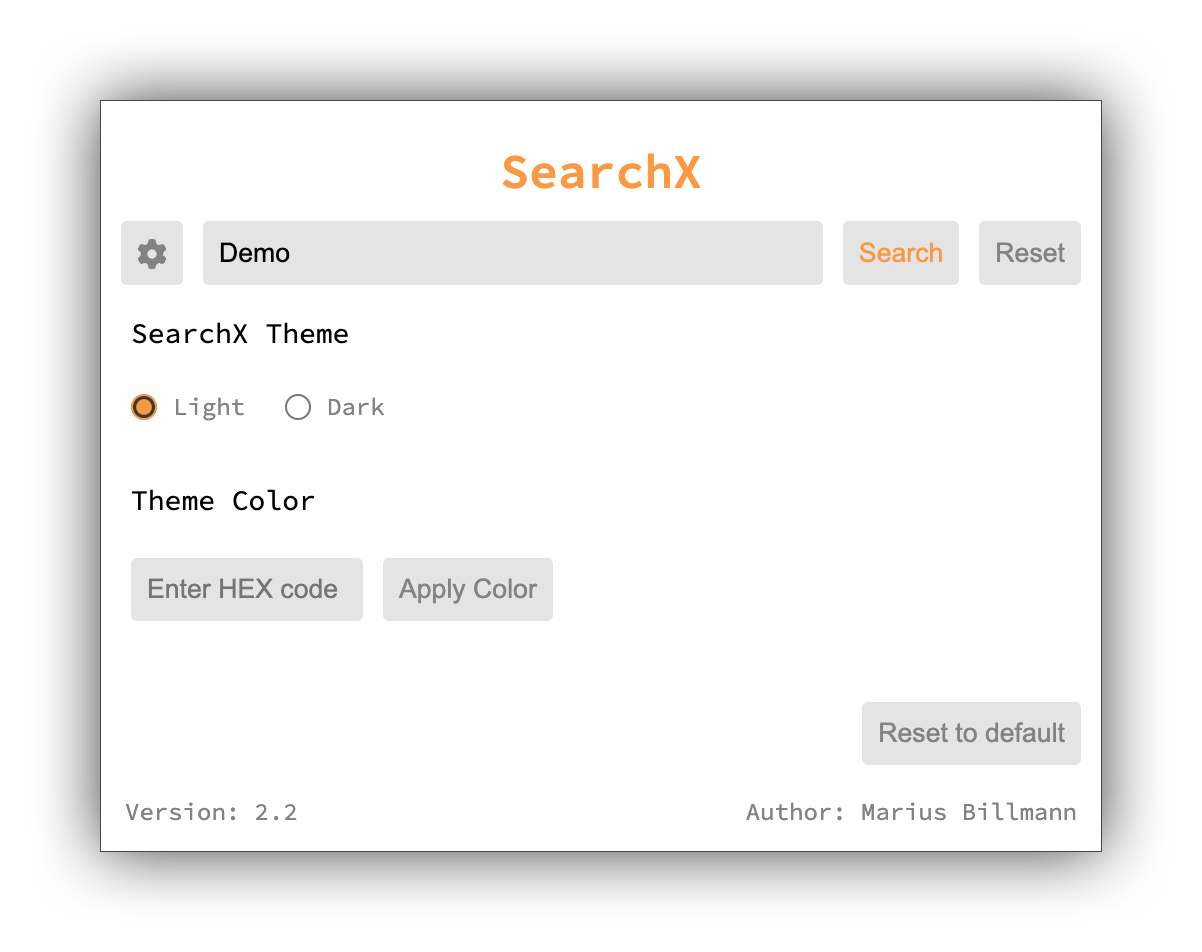 SearchX
Demo Search Reset
SearchX Theme
Light Dark
Theme Color
Enter HEX code Apply Color
Reset to default
Version: 2.2 Author: Marius Billmann